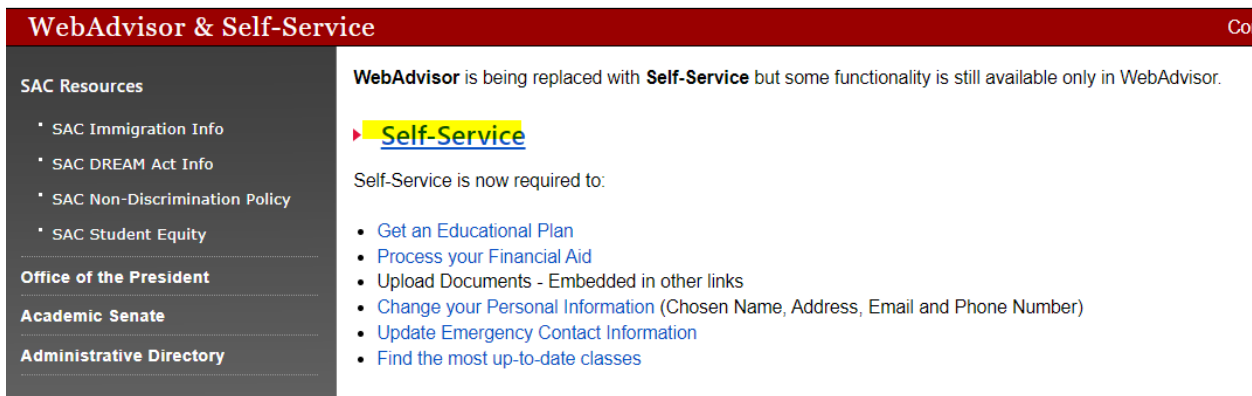 WebAdvisor & Self-Service
SAC Resources
SAC Immigration Info
SAC DREAM Act Info
SAC Non-Discrimination Policy
SAC Student Equity
Office of the President
Academic Senate
Administrative Directory
WebAdvisor is being replaced with Self-Service but some functionality is still available only in WebAdvisor.
Self-Service
Self-Service is now required to:
Get an Educational Plan
Process your Financial Aid
Upload Documents - Embedded in other links
Change your Personal Information (Chosen Name, Address, Email and Phone Number)
Update Emergency Contact Information
Find the most up-to-date classes